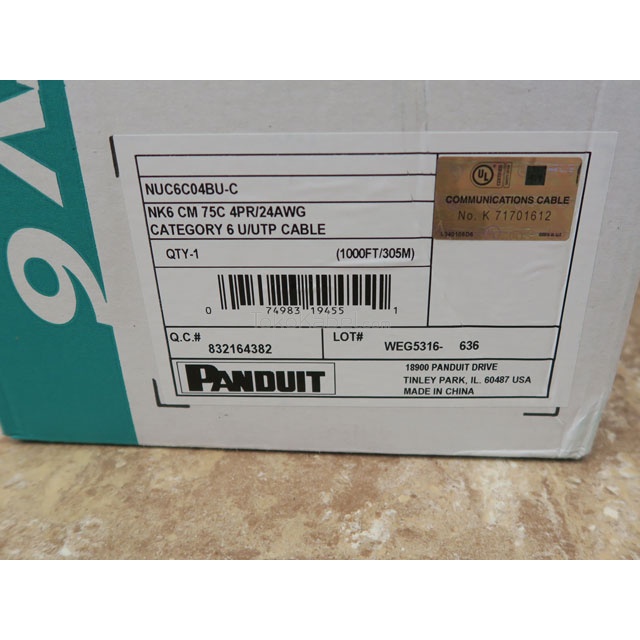 NUC6C04BU-C
NK6 CM 75C 4PR/24AWG
CATEGORY 6 U/UTP CABLE
QTY-1 (1000FT/305M)
0 74983 19455 1
Q.C.# 832164382
LOT# WEG5316- 636
PANDUIT
18900 PANDUIT DRIVE
TINLEY PARK, IL. 60487 USA
MADE IN CHINA
UL
COMMUNICATIONS CABLE
No. K 71701612